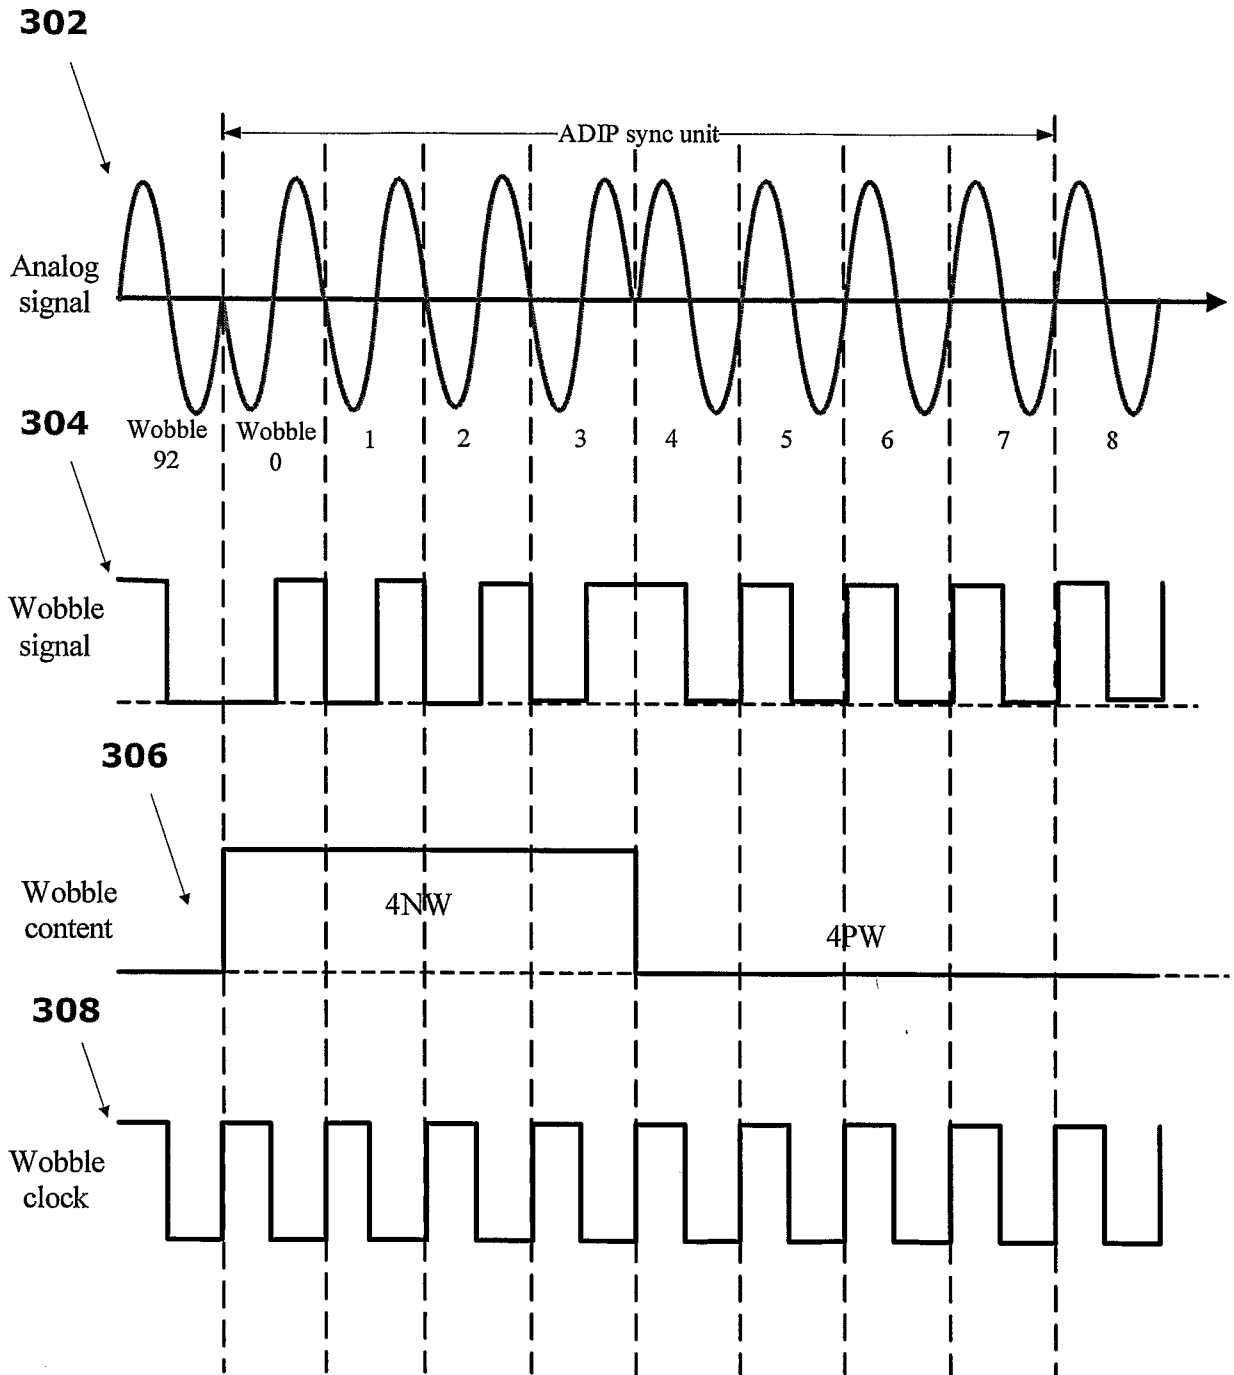 302
ADIP sync unit
Analog
signal
304
Wobble
92
Wobble
0
1
2
3
4
5
6
7
8
Wobble
signal
306
Wobble
content
4NW
4PW
308
Wobble
clock